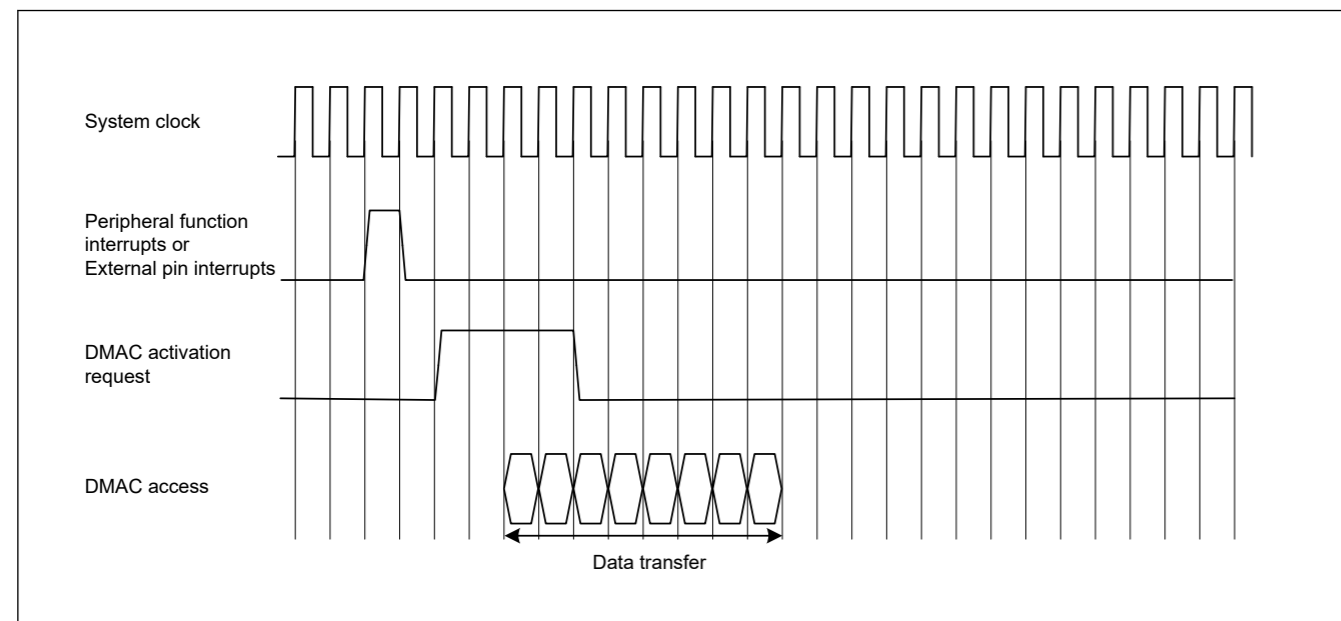 System clock
Peripheral function
interrupts or
External pin interrupts
DMAC activation
request
DMAC access
Data transfer